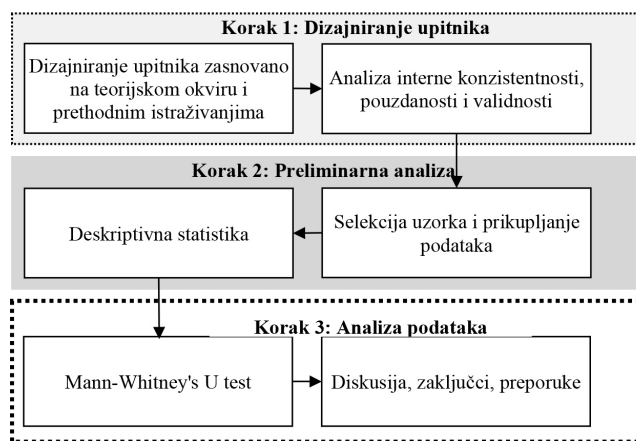 Korak 1: Dizajniranje upitnika
Dizajniranje upitnika zasnovano
na teorijskom okviru i
prethodnim istraživanjima
Analiza interne konzistentnosti,
pouzdanosti i validnosti
Korak 2: Preliminarna analiza
Deskriptivna statistika
Selekcija uzorka i prikupljanje
podataka
Korak 3: Analiza podataka
Mann-Whitney's U test
Diskusija, zaključci, preporuke